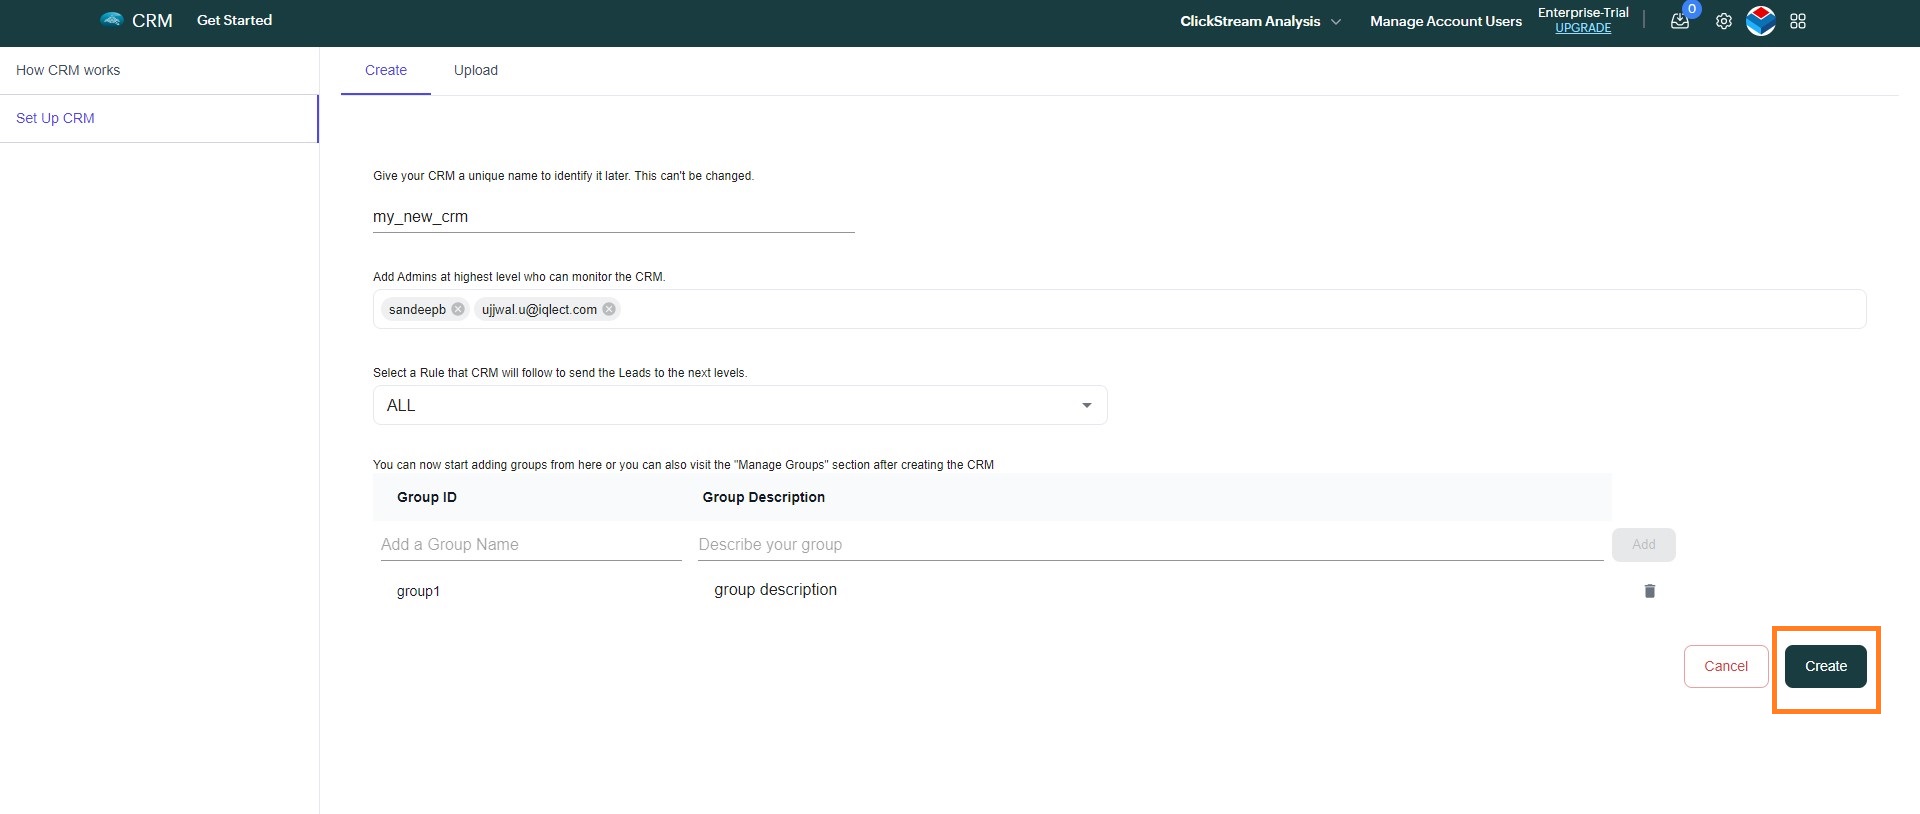 CRM Get Started ClickStream Analysis Manage Account Users Enterprise-Trial 0
UPGRADE
How CRM works
Set Up CRM
Create Upload
Give your CRM a unique name to identify it later. This can't be changed.
my_new_crm
Add Admins at highest level who can monitor the CRM.
sandeepb ujjwal.u@iqlect.com
Select a Rule that CRM will follow to send the Leads to the next levels.
ALL
You can now start adding groups from here or you can also visit the "Manage Groups" section after creating the CRM
Group ID Group Description
Add a Group Name Describe your group Add
group1 group description
Cancel Create